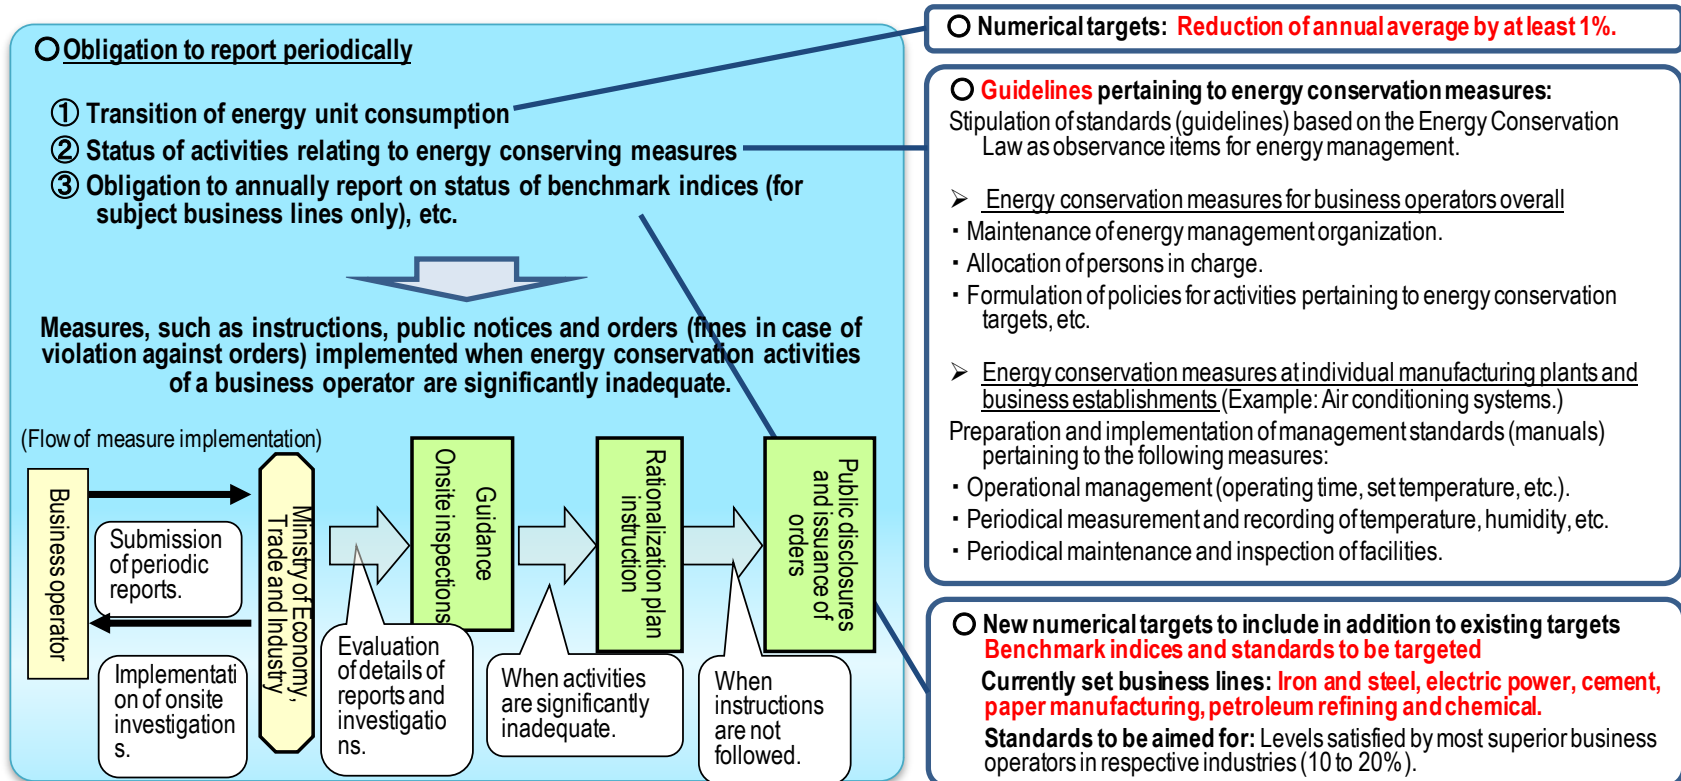 ○ Obligation to report periodically
① Transition of energy unit consumption
② Status of activities relating to energy conserving measures
③ Obligation to annually report on status of benchmark indices (for
subject business lines only), etc.
Measures, such as instructions, public notices and orders (fines in case of
violation against orders) implemented when energy conservation activities
of a business operator are significantly inadequate.
(Flow of measure implementation)
Business operator
Submission
of periodic
reports.
Implementati
on of onsite
investigation
s.
Ministry of Economy,
Trade and Industry
Evaluation
of details of
reports and
investigatio
ns.
Guidance
Onsite inspections
When activities
are significantly
inadequate.
Rationalization plan
instruction
When
instructions
are not
followed.
Public disclosures
and issuance of
orders
○ Numerical targets: Reduction of annual average by at least 1%.
○ Guidelines pertaining to energy conservation measures:
Stipulation of standards (guidelines) based on the Energy Conservation
Law as observance items for energy management.
➢ Energy conservation measures for business operators overall
・Maintenance of energy management organization.
・Allocation of persons in charge.
・Formulation of policies for activities pertaining to energy conservation
targets, etc.
➢ Energy conservation measures at individual manufacturing plants and
business establishments (Example: Air conditioning systems.)
Preparation and implementation of management standards (manuals)
pertaining to the following measures:
・Operational management (operating time, set temperature, etc.).
・Periodical measurement and recording of temperature, humidity, etc.
・Periodical maintenance and inspection of facilities.
○ New numerical targets to include in addition to existing targets
Benchmark indices and standards to be targeted
Currently set business lines: Iron and steel, electric power, cement,
paper manufacturing, petroleum refining and chemical.
Standards to be aimed for: Levels satisfied by most superior business
operators in respective industries (10 to 20%).